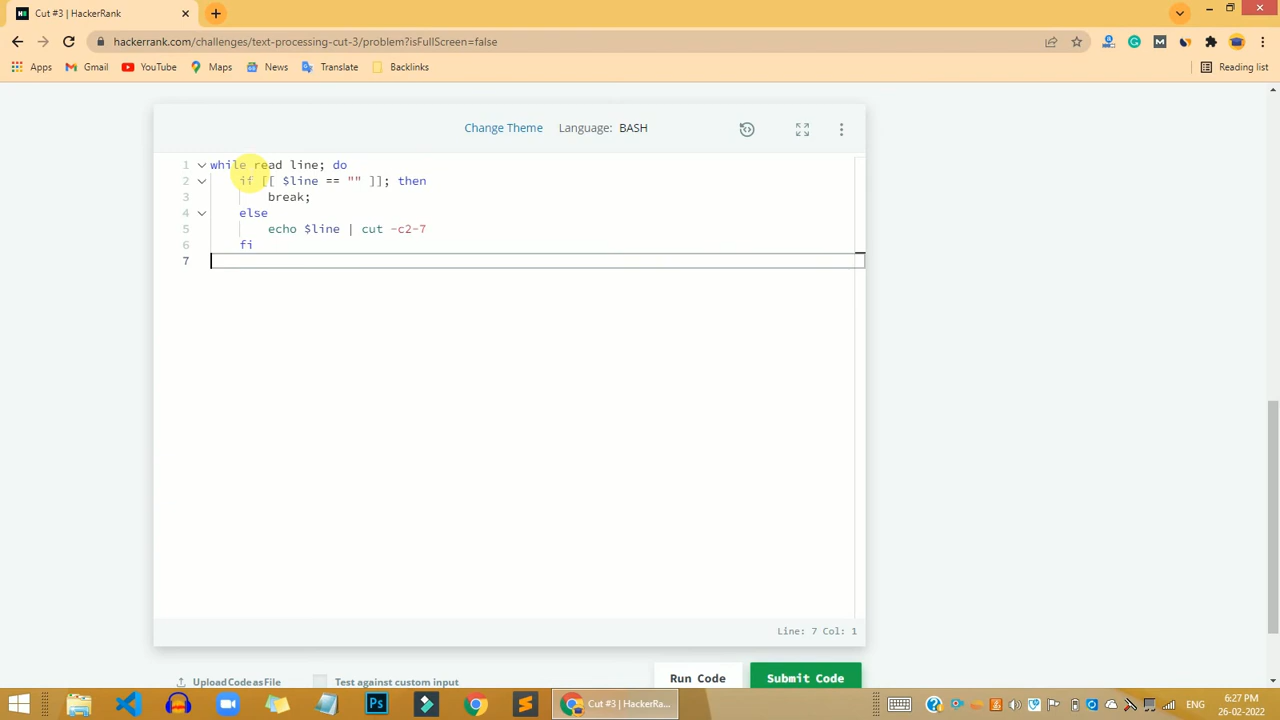 Cut #3 | HackerRank
hackerrank.com/challenges/text-processing-cut-3/problem?isFullScreen=false
Apps Gmail YouTube Maps News Translate Backlinks Reading list
Change Theme Language: BASH
1 while read line; do
2 if [[ $line == "" ]]; then
3 break;
4 else
5 echo $line | cut -c2-7
6 fi
7
Line: 7 Col: 1
Upload Code as File Test against custom input Run Code Submit Code
Cut #3 | HackerRa... ENG 6:27 PM
26-02-2022